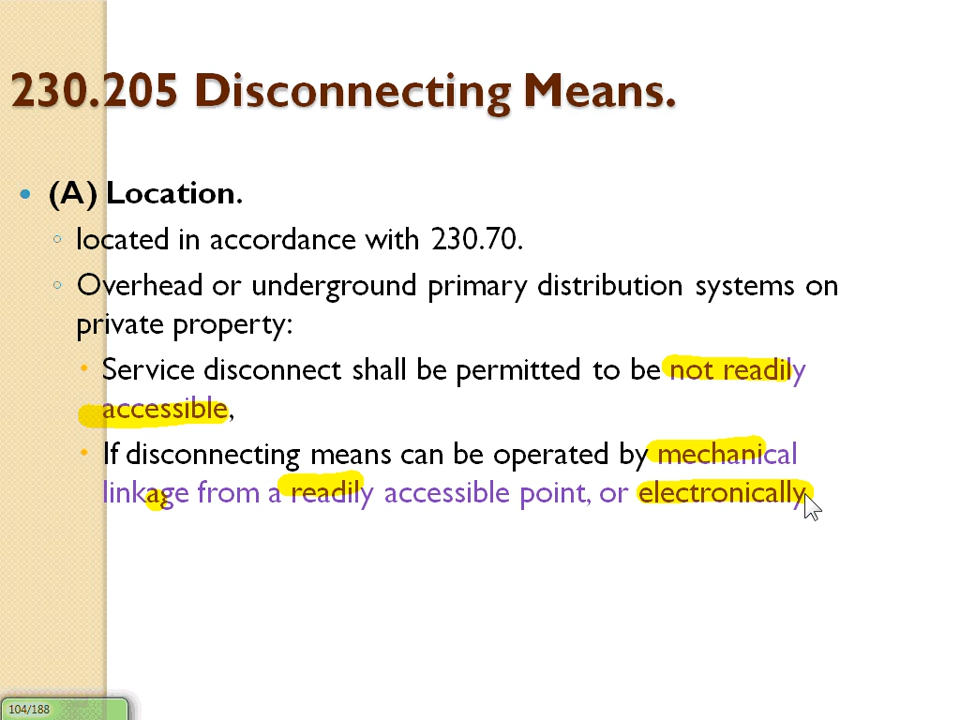 230.205 Disconnecting Means.
(A) Location.
located in accordance with 230.70.
Overhead or underground primary distribution systems on
private property:
Service disconnect shall be permitted to be not readily
accessible,
If disconnecting means can be operated by mechanical
linkage from a readily accessible point, or electronically
104/188